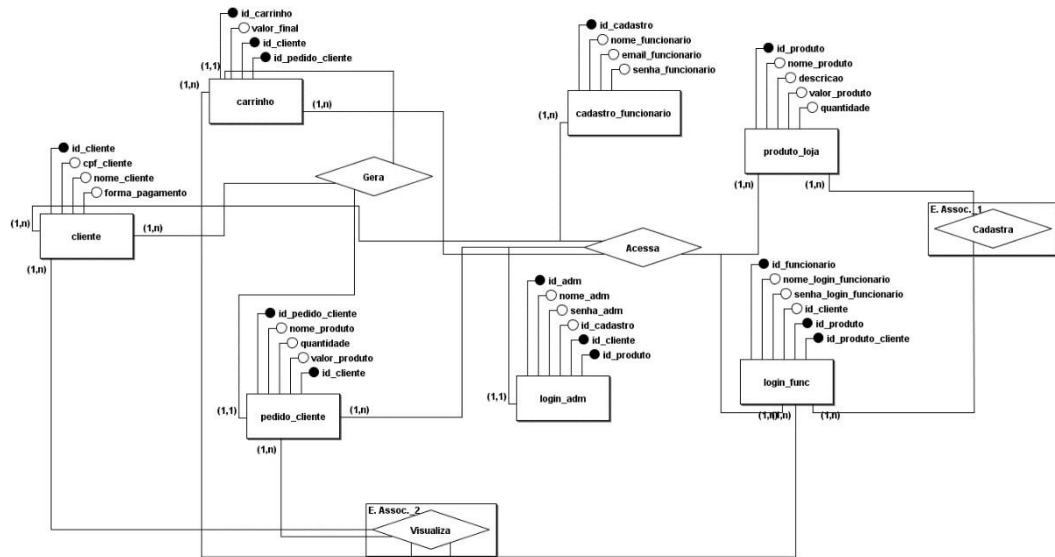 id_carrinho
valor_final
id_cliente
id_pedido_cliente
(1,1)
(1,n)
carrinho
(1,n)
id_cadastro
nome_funcionario
email_funcionario
senha_funcionario
(1,n)
cadastro_funcionario
id_produto
nome_produto
descricao
valor_produto
quantidade
produto_loja
(1,n)
(1,n)
id_cliente
cpf_cliente
nome_cliente
forma_pagamento
(1,n)
cliente
(1,n)
(1,n)
Gera
Acessa
E. Assoc._1
Cadastra
id_pedido_cliente
nome_produto
quantidade
valor_produto
id_cliente
(1,1)
pedido_cliente
(1,n)
(1,n)
id_adm
nome_adm
senha_adm
id_cadastro
id_cliente
id_produto
(1,1)
login_adm
id_funcionario
nome_login_funcionario
senha_login_funcionario
id_cliente
id_produto
id_produto_cliente
login_func
(1,n)
(1,n)
E. Assoc._2
Visualiza